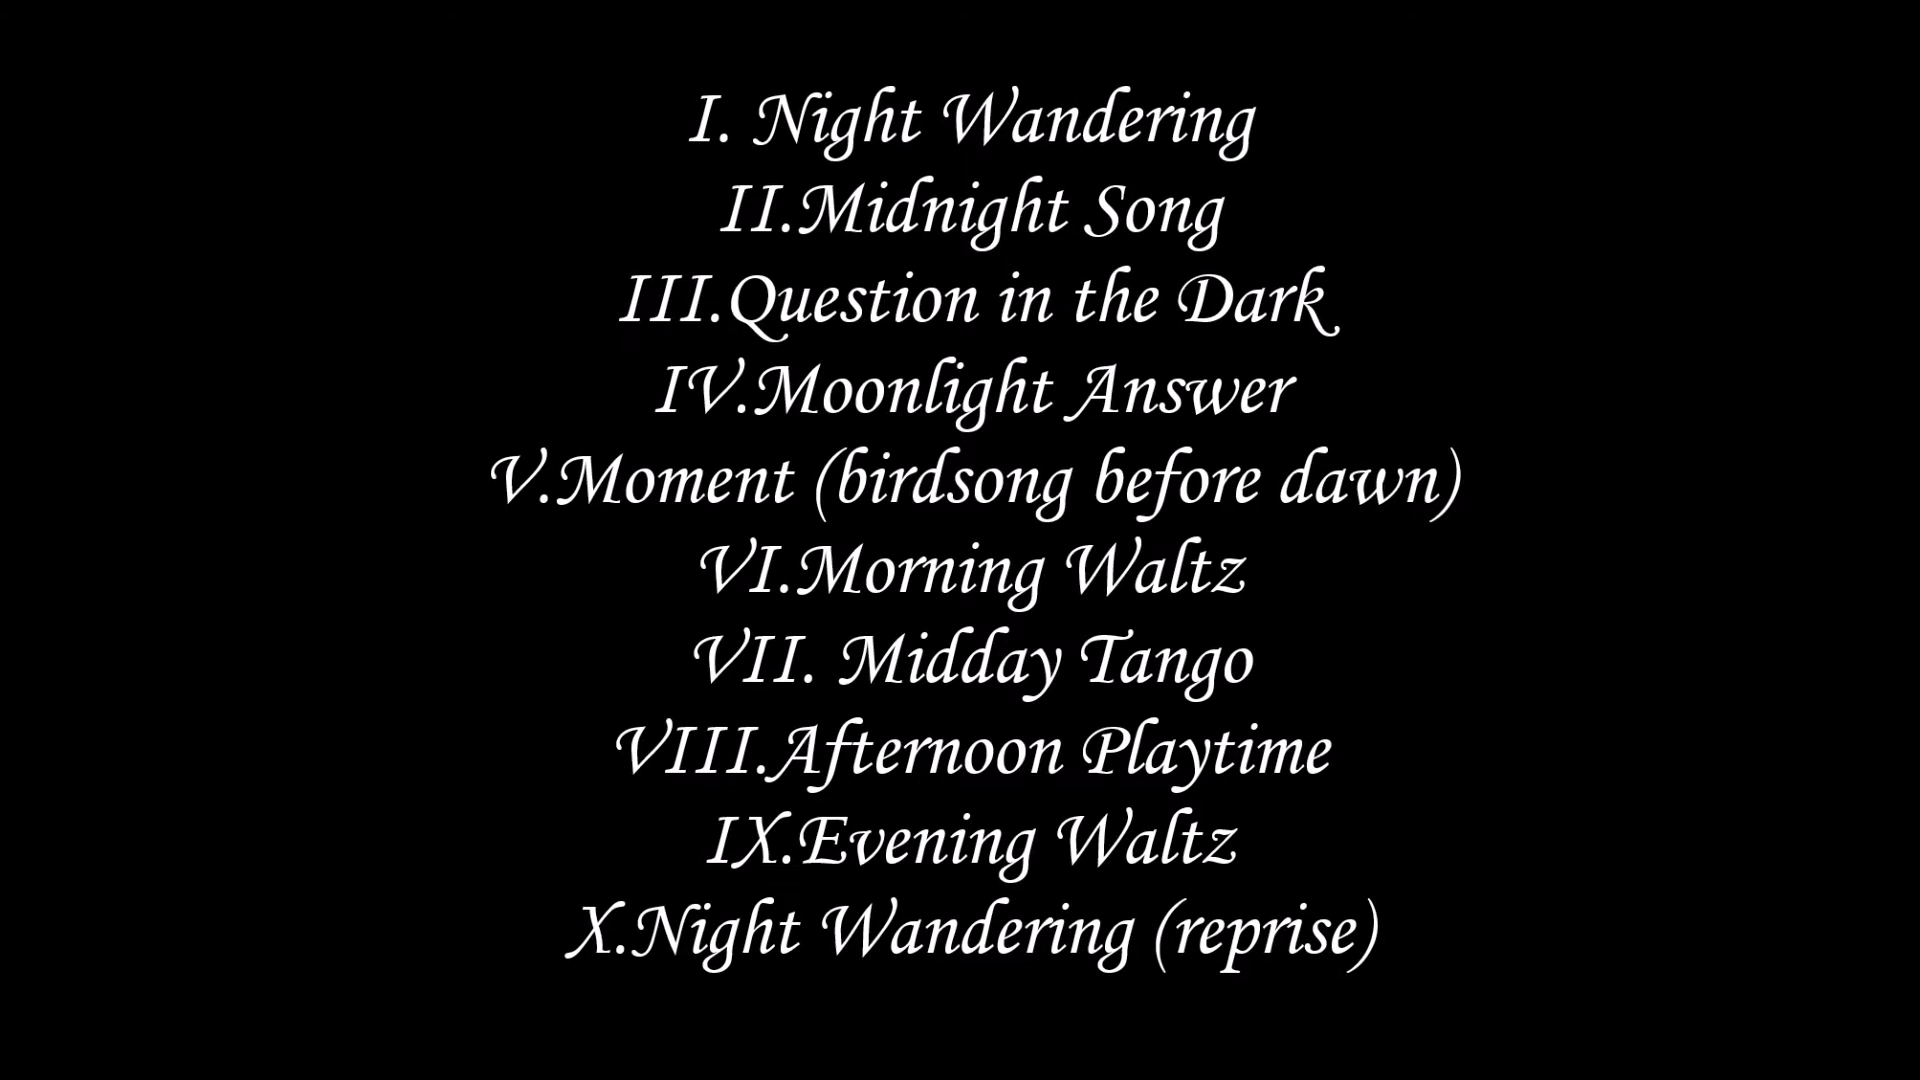 I. Night Wandering
II.Midnight Song
III.Question in the Dark
IV.Moonlight Answer
V.Moment (birdsong before dawn)
VI.Morning Waltz
VII. Midday Tango
VIII.Afternoon Playtime
IX.Evening Waltz
X.Night Wandering (reprise)